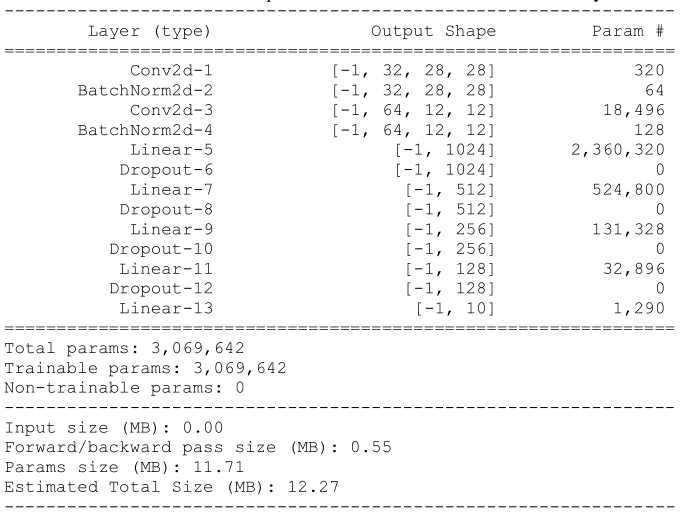 ----------------------------------------------------------------
Layer (type) Output Shape Param #
================================================================
Conv2d-1 [-1, 32, 28, 28] 320
BatchNorm2d-2 [-1, 32, 28, 28] 64
Conv2d-3 [-1, 64, 12, 12] 18,496
BatchNorm2d-4 [-1, 64, 12, 12] 128
Linear-5 [-1, 1024] 2,360,320
Dropout-6 [-1, 1024] 0
Linear-7 [-1, 512] 524,800
Dropout-8 [-1, 512] 0
Linear-9 [-1, 256] 131,328
Dropout-10 [-1, 256] 0
Linear-11 [-1, 128] 32,896
Dropout-12 [-1, 128] 0
Linear-13 [-1, 10] 1,290
================================================================
Total params: 3,069,642
Trainable params: 3,069,642
Non-trainable params: 0
----------------------------------------------------------------
Input size (MB): 0.00
Forward/backward pass size (MB): 0.55
Params size (MB): 11.71
Estimated Total Size (MB): 12.27
----------------------------------------------------------------